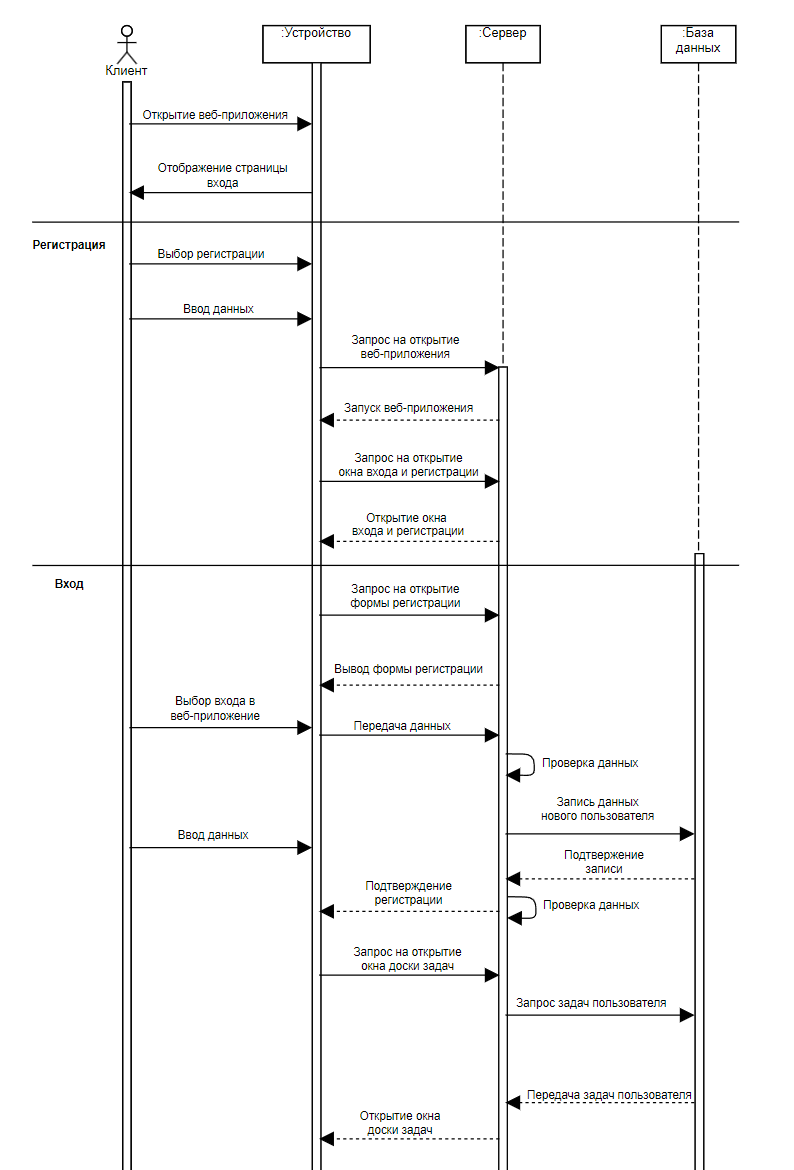 :Устройство
:Сервер
:База
данных
Клиент
Открытие веб-приложения
Отображение страницы
входа
Регистрация
Выбор регистрации
Ввод данных
Запрос на открытие
веб-приложения
Запуск веб-приложения
Запрос на открытие
окна входа и регистрации
Открытие окна
входа и регистрации
Вход
Запрос на открытие
формы регистрации
Вывод формы регистрации
Выбор входа в
веб-приложение
Передача данных
Проверка данных
Запись данных
нового пользователя
Ввод данных
Подтвержение
записи
Подтверждение
регистрации
Проверка данных
Запрос на открытие
окна доски задач
Запрос задач пользователя
Передача задач пользователя
Открытие окна
доски задач